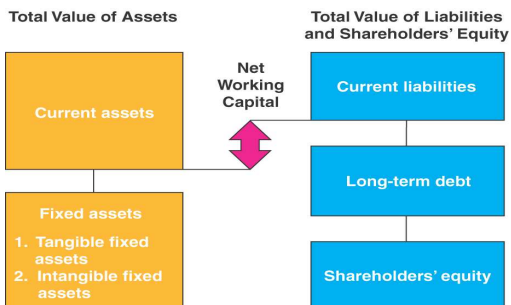 Total Value of Assets
Total Value of Liabilities
and Shareholders' Equity
Net
Working
Capital
Current assets
Current liabilities
Long-term debt
Fixed assets
1. Tangible fixed
assets
2. Intangible fixed
assets
Shareholders' equity